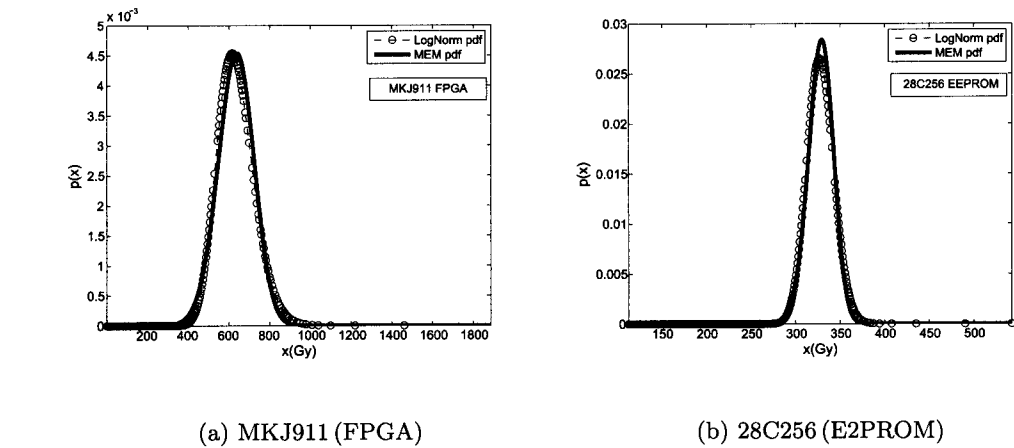 5 × 10⁻³
4.5
4
3.5
3
2.5
2
1.5
1
0.5
0
p(x)
200 400 600 800 1000 1200 1400 1600 1800
x(Gy)
LogNorm pdf
MEM pdf
MKJ911 FPGA
0.03
0.025
0.02
0.015
0.01
0.005
0
p(x)
150 200 250 300 350 400 450 500
x(Gy)
LogNorm pdf
MEM pdf
28C256 EEPROM
(a) MKJ911 (FPGA)
(b) 28C256 (E2PROM)